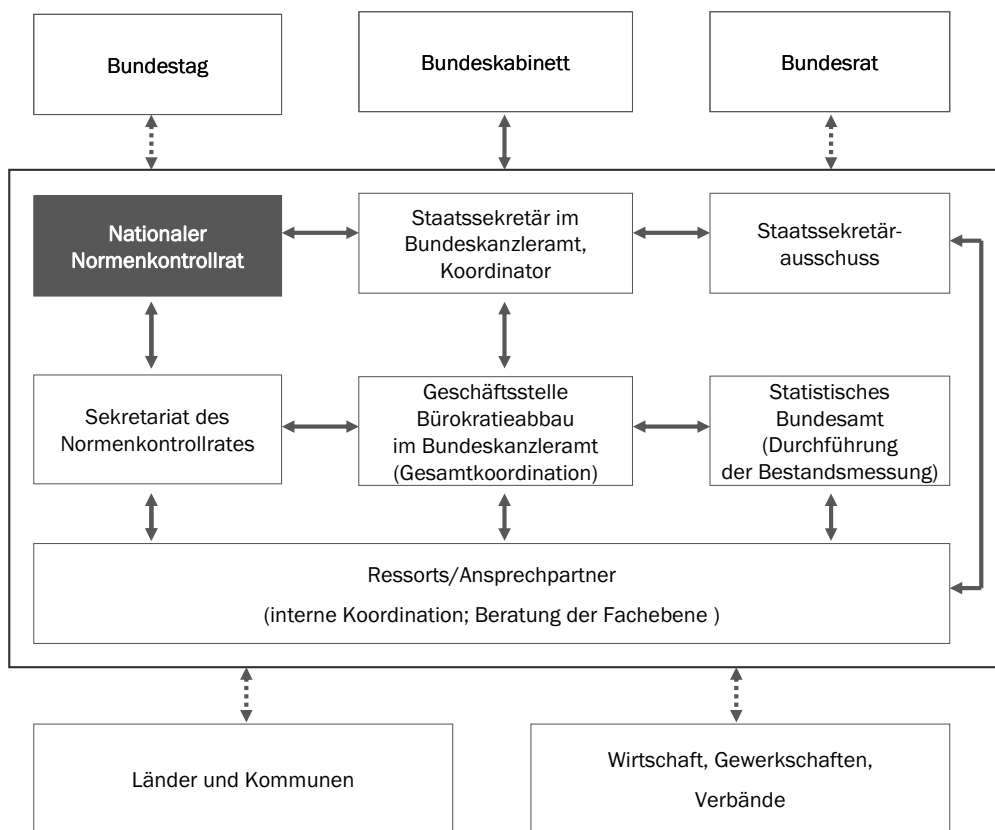 Bundestag
Bundeskabinett
Bundesrat
Nationaler
Normenkontrollrat
Staatssekretär im
Bundeskanzleramt,
Koordinator
Staatssekretär-
ausschuss
Sekretariat des
Normenkontrollrates
Geschäftsstelle
Bürokratieabbau
im Bundeskanzleramt
(Gesamtkoordination)
Statistisches
Bundesamt
(Durchführung
der Bestandsmessung)
Ressorts/Ansprechpartner
(interne Koordination; Beratung der Fachebene )
Länder und Kommunen
Wirtschaft, Gewerkschaften,
Verbände